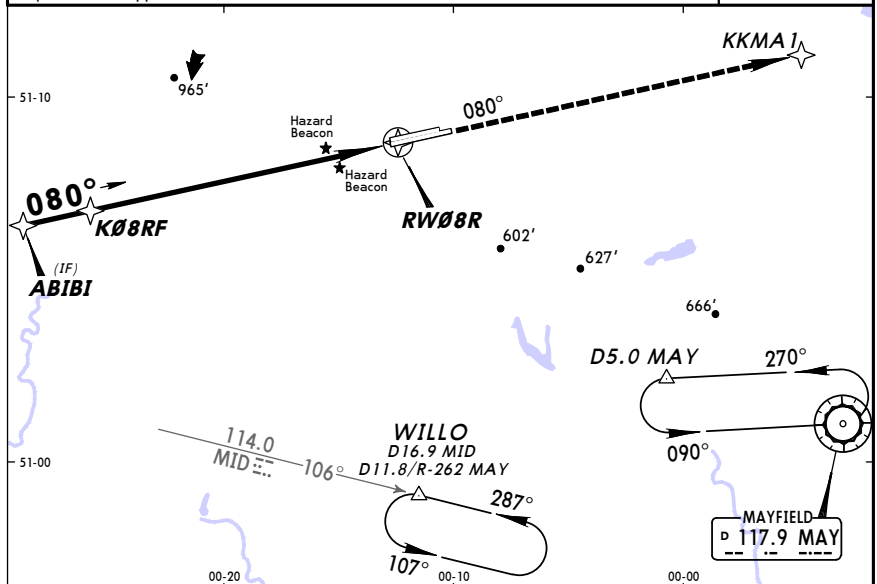 KKMA1
965'
51-10
080°
Hazard
Beacon
Hazard
Beacon
080°
KØ8RF
RWØ8R
(IF)
ABIBI
602'
627'
666'
D5.0 MAY
270°
090°
114.0
MID
106°
WILLO
D16.9 MID
D11.8/R-262 MAY
51-00
287°
107°
MAYFIELD
D 117.9 MAY
00-20
00-10
00-00